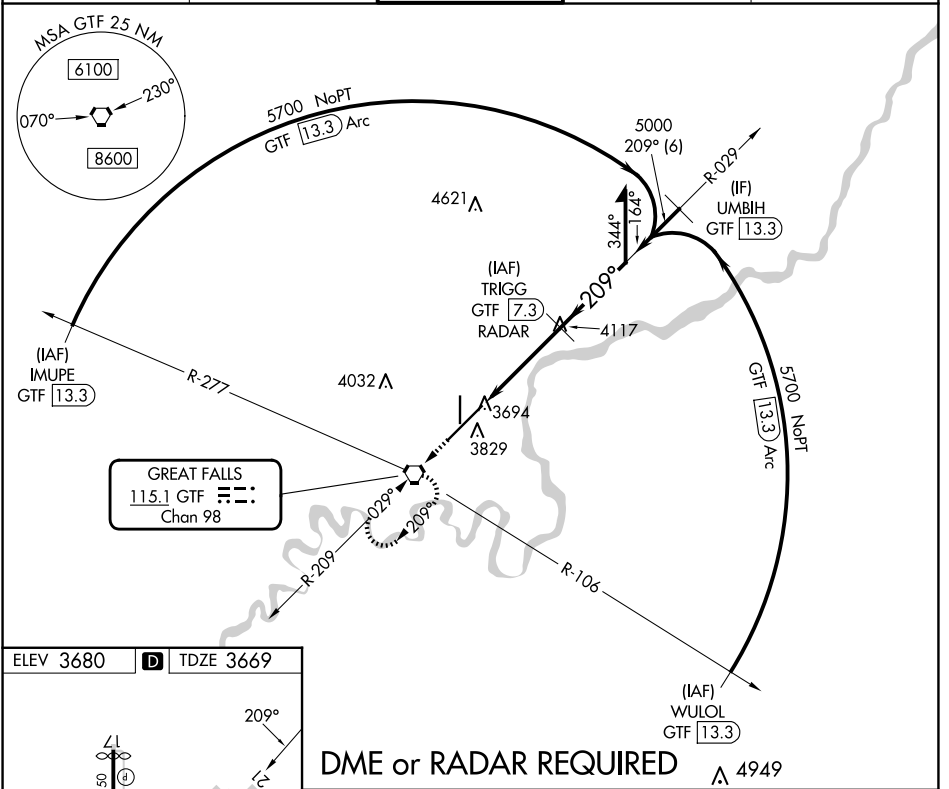 MSA GTF 25 NM
6100
070°
230°
8600
5700 NoPT
GTF 13.3 Arc
5000
209° (6)
R-029
(IF)
UMBIH
GTF 13.3
4621
344°
164°
209°
(IAF)
TRIGG
GTF 7.3
RADAR
4117
(IAF)
IMUPE
GTF 13.3
R-277
4032
3694
3829
5700 NoPT
GTF 13.3 Arc
GREAT FALLS
115.1 GTF
Chan 98
029°
209°
R-209
R-106
(IAF)
WULOL
GTF 13.3
4949
ELEV 3680 D TDZE 3669
209°
17
21
50
P
DME or RADAR REQUIRED